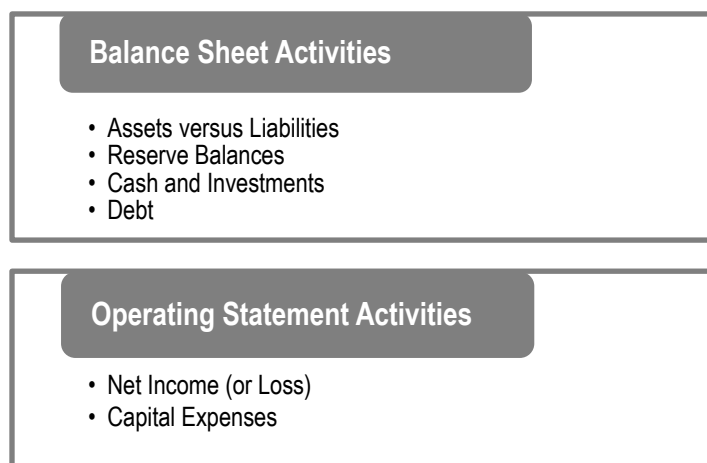 Balance Sheet Activities
• Assets versus Liabilities
• Reserve Balances
• Cash and Investments
• Debt
Operating Statement Activities
• Net Income (or Loss)
• Capital Expenses